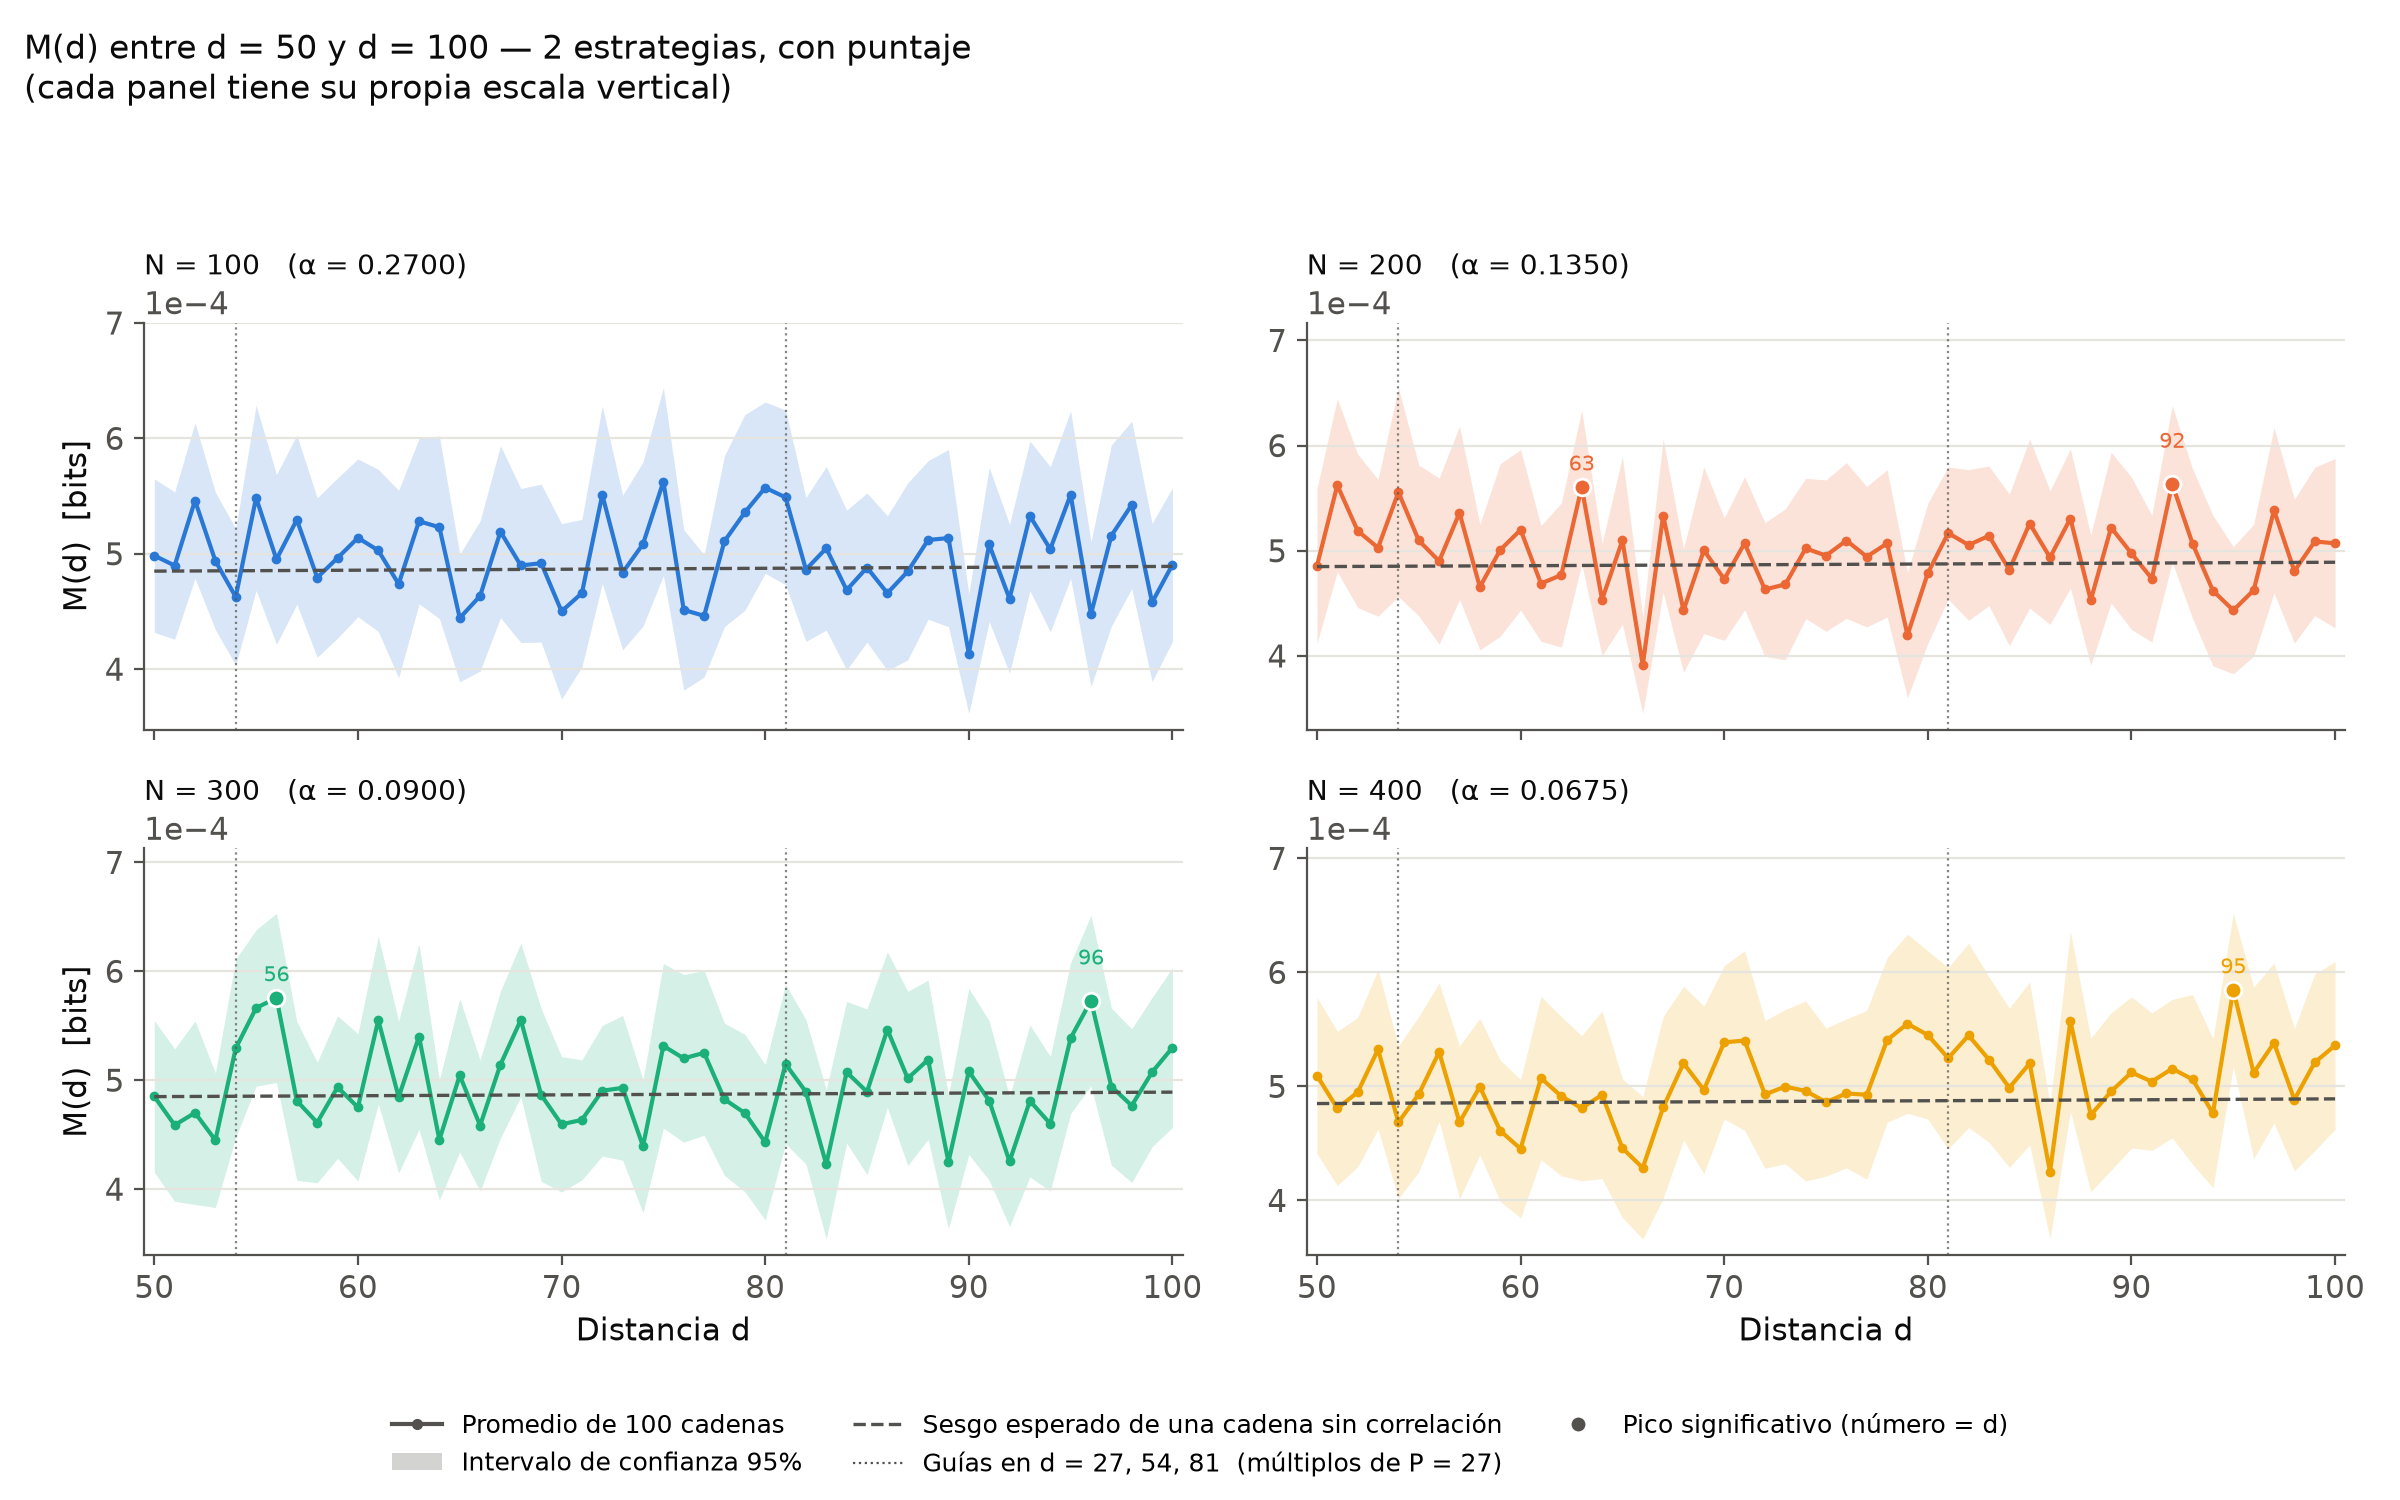 M(d) entre d = 50 y d = 100 — 2 estrategias, con puntaje
(cada panel tiene su propia escala vertical)
N = 100   (α = 0.2700)
1e−4
7
6
5
4
M(d)  [bits]
N = 200   (α = 0.1350)
1e−4
7
6
5
4
63
92
N = 300   (α = 0.0900)
1e−4
7
6
5
4
M(d)  [bits]
56
96
50 60 70 80 90 100
Distancia d
N = 400   (α = 0.0675)
1e−4
7
6
5
4
95
50 60 70 80 90 100
Distancia d
Promedio de 100 cadenas
Intervalo de confianza 95%
Sesgo esperado de una cadena sin correlación
Guías en d = 27, 54, 81  (múltiplos de P = 27)
Pico significativo (número = d)